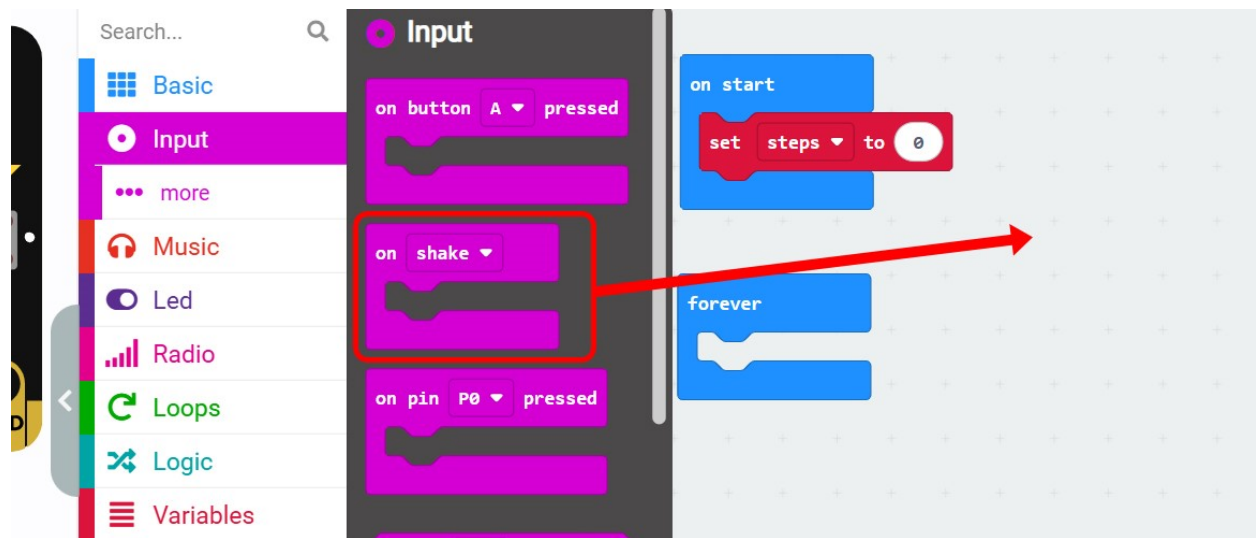 Search...
Basic
Input
more
Music
Led
Radio
Loops
Logic
Variables
Input
on button A pressed
on shake
on pin P0 pressed
on start
set steps to 0
forever
D